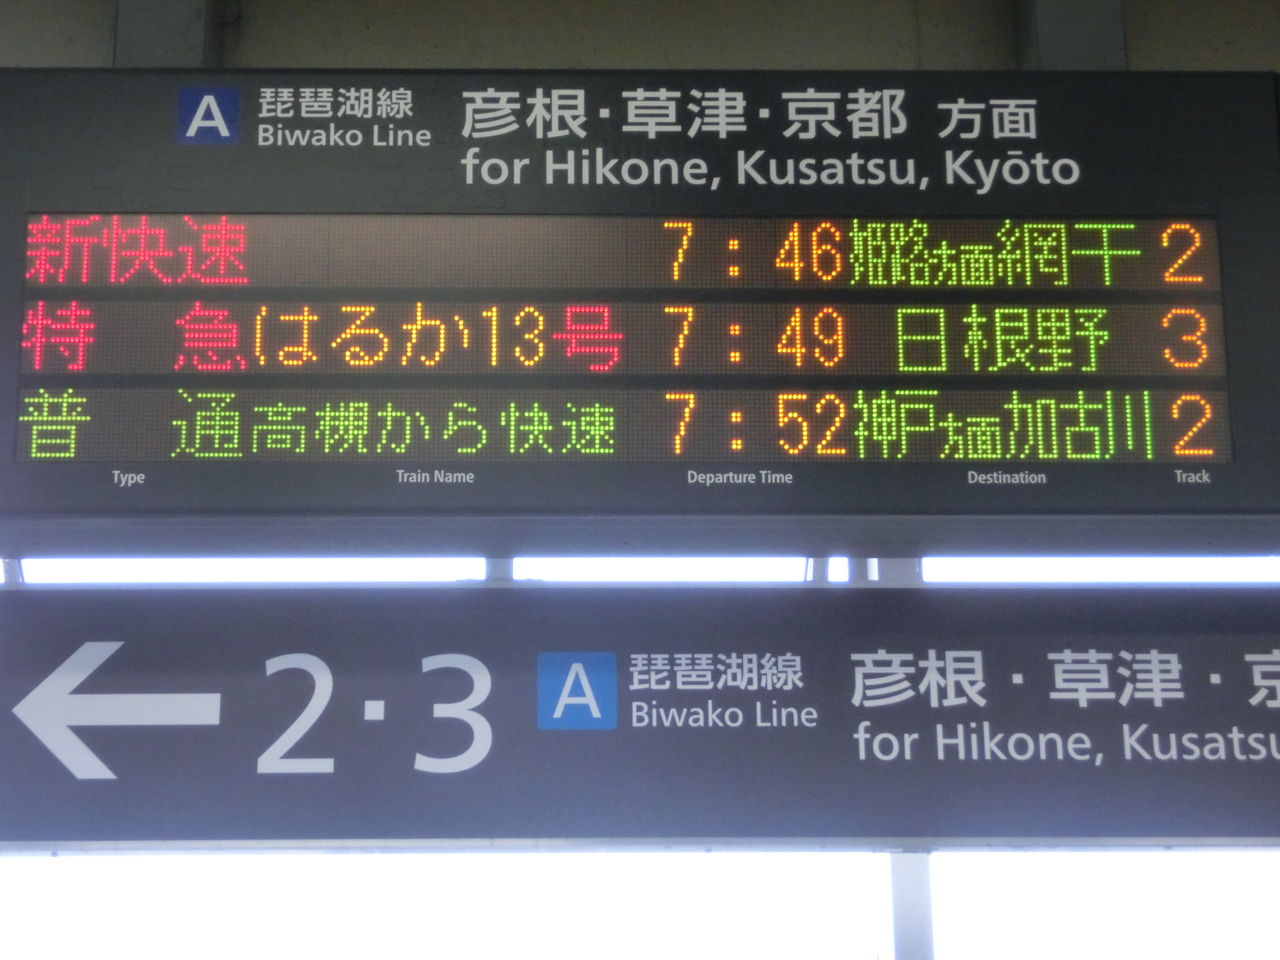 A 琵琶湖線 彦根・草津・京都 方面
Biwako Line for Hikone, Kusatsu, Kyōto
新快速 7:46 姫路方面網干 2
特 急 はるか13号 7:49 日根野 3
普 通 高槻から快速 7:52 神戸方面加古川 2
Type Train Name Departure Time Destination Track
← 2・3 A 琵琶湖線 彦根・草津・京
Biwako Line for Hikone, Kusatsu